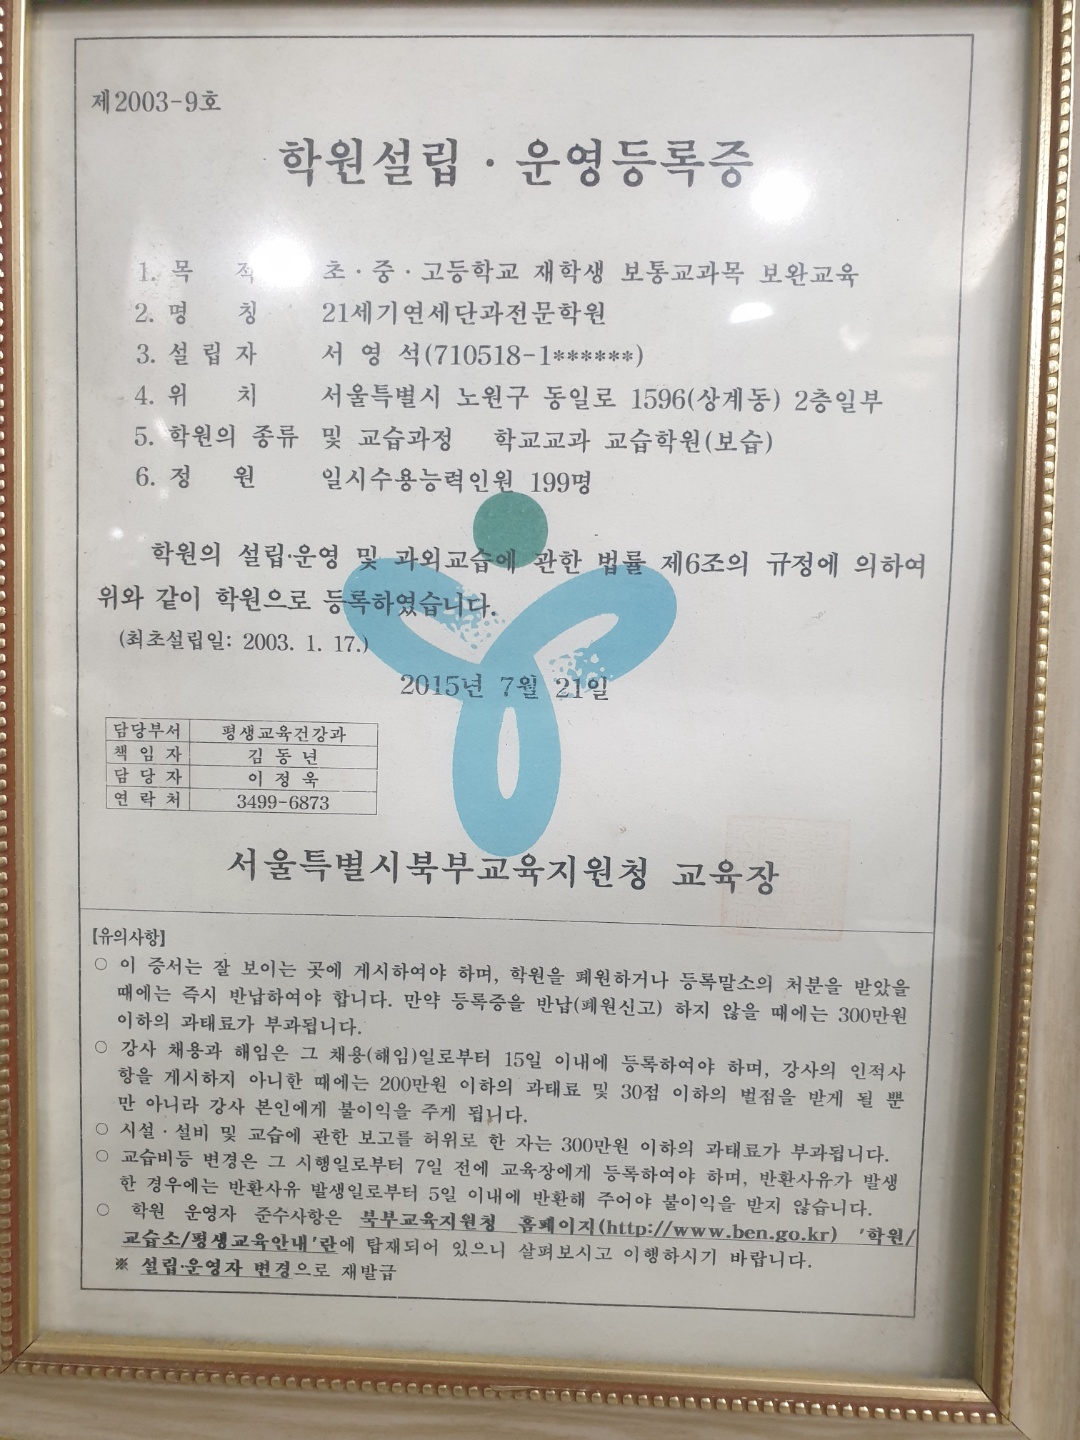 제2003-9호
학원설립 · 운영등록증
1. 목 적 초 · 중 · 고등학교 재학생 보통교과목 보완교육
2. 명 칭 21세기연세단과전문학원
3. 설 립 자 서 영 석(710518-1******)
4. 위 치 서울특별시 노원구 동일로 1596(상계동) 2층일부
5. 학원의 종류 및 교습과정 학교교과 교습학원(보습)
6. 정 원 일시수용능력인원 199명
학원의 설립·운영 및 과외교습에 관한 법률 제6조의 규정에 의하여
위와 같이 학원으로 등록하였습니다.
(최초설립일: 2003. 1. 17.)
2015년 7월 21일
담당부서 평생교육건강과
책 임 자 김 동 년
담 당 자 이 정 욱
연 락 처 3499-6873
서울특별시북부교육지원청 교육장
[유의사항]
○ 이 증서는 잘 보이는 곳에 게시하여야 하며, 학원을 폐원하거나 등록말소의 처분을 받았을
때에는 즉시 반납하여야 합니다. 만약 등록증을 반납(폐원신고) 하지 않을 때에는 300만원
이하의 과태료가 부과됩니다.
○ 강사 채용과 해임은 그 채용(해임)일로부터 15일 이내에 등록하여야 하며, 강사의 인적사
항을 게시하지 아니한 때에는 200만원 이하의 과태료 및 30점 이하의 벌점을 받게 될 뿐
만 아니라 강사 본인에게 불이익을 주게 됩니다.
○ 시설 · 설비 및 교습에 관한 보고를 허위로 한 자는 300만원 이하의 과태료가 부과됩니다.
○ 교습비등 변경은 그 시행일로부터 7일 전에 교육장에게 등록하여야 하며, 반환사유가 발생
한 경우에는 반환사유 발생일로부터 5일 이내에 반환해 주어야 불이익을 받지 않습니다.
○ 학원 운영자 준수사항은 북부교육지원청 홈페이지(http://www.ben.go.kr) '학원/
교습소/평생교육안내'란에 탑재되어 있으니 살펴보시고 이행하시기 바랍니다.
※ 설립·운영자 변경으로 재발급